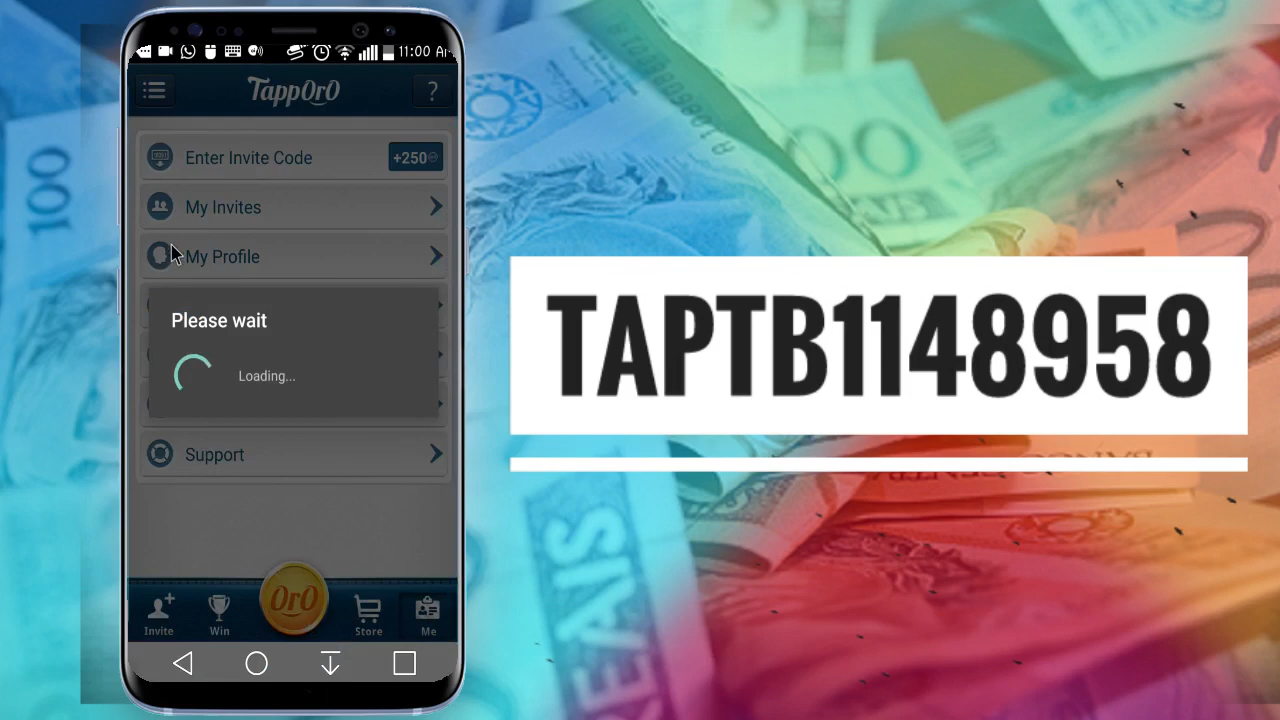 11:00 A
TappOrO
?
Enter Invite Code
+250
My Invites
My Profile
Please wait
Loading...
Support
OrO
Invite
Win
Store
Me
TAPTB1148958
100
REAIS
REAIS